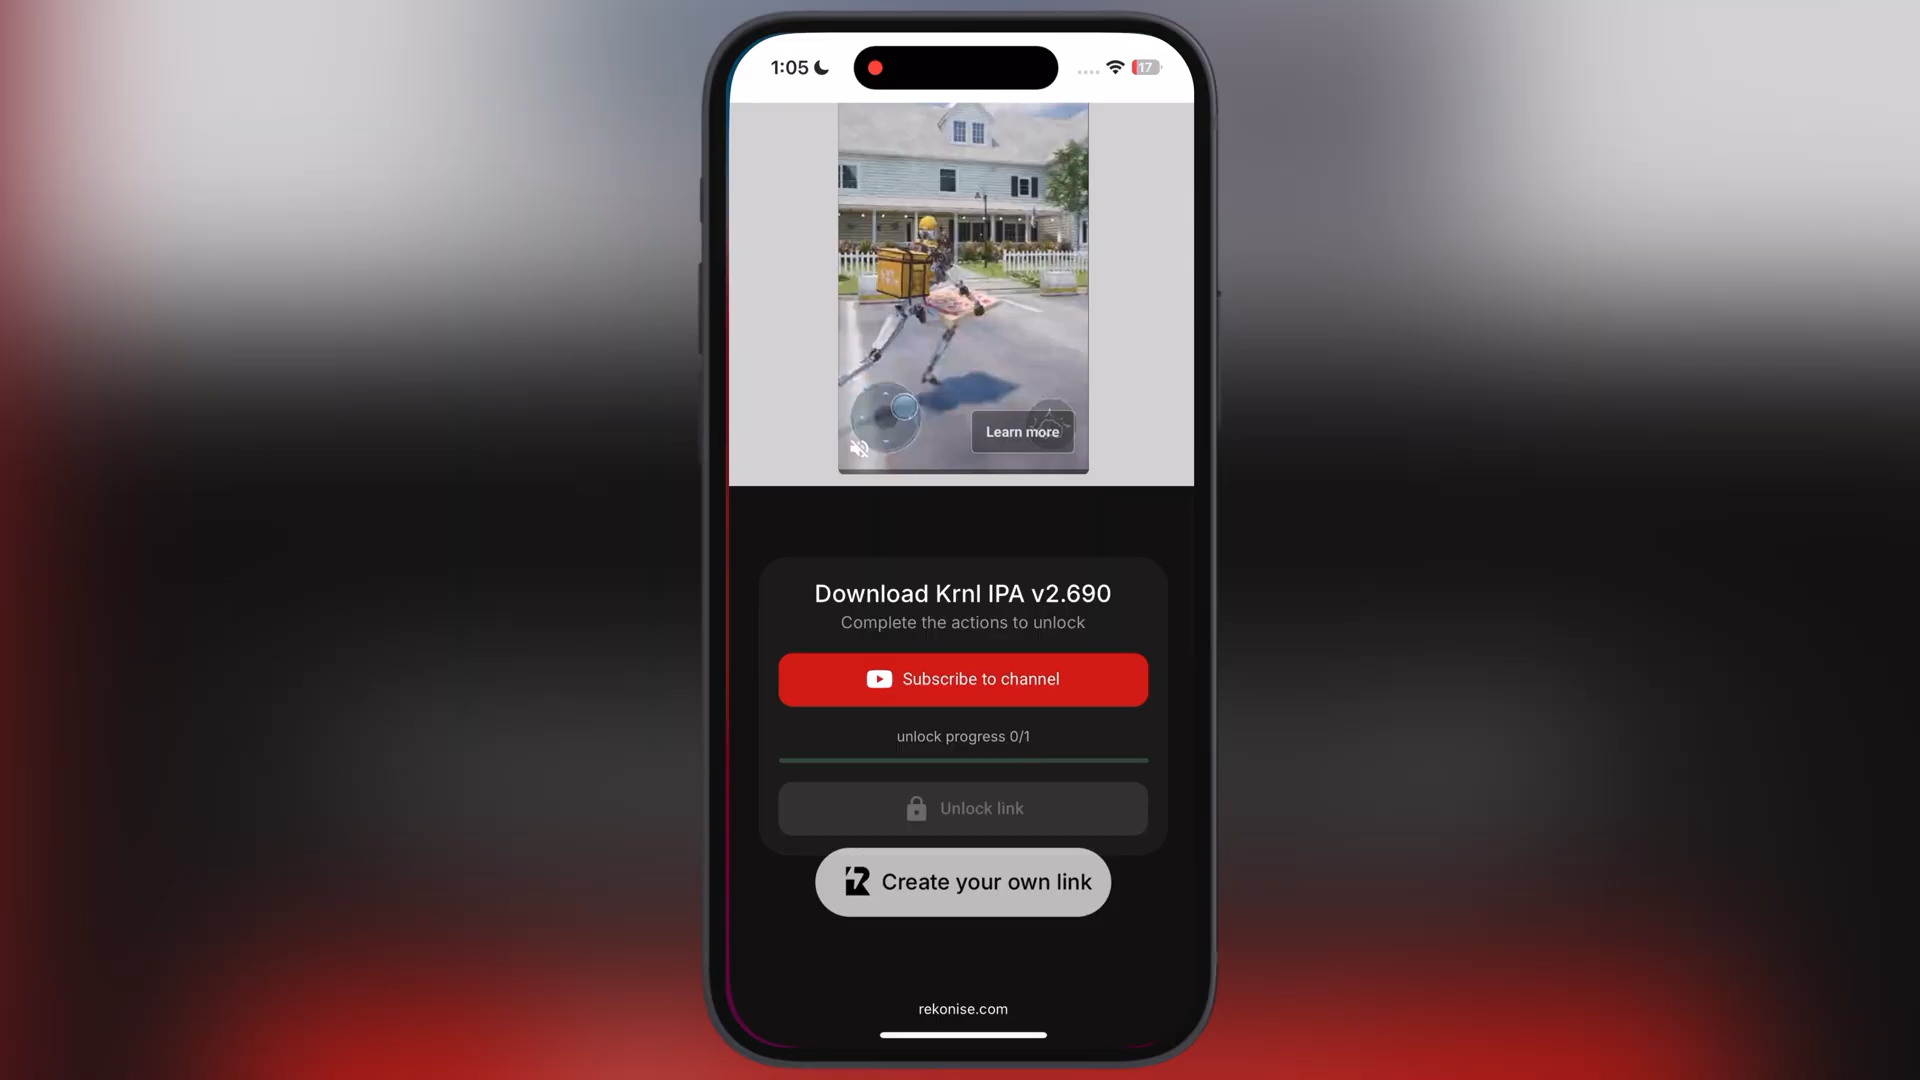 1:05
17
Learn more
Download Krnl IPA v2.690
Complete the actions to unlock
Subscribe to channel
unlock progress 0/1
Unlock link
Create your own link
rekonise.com